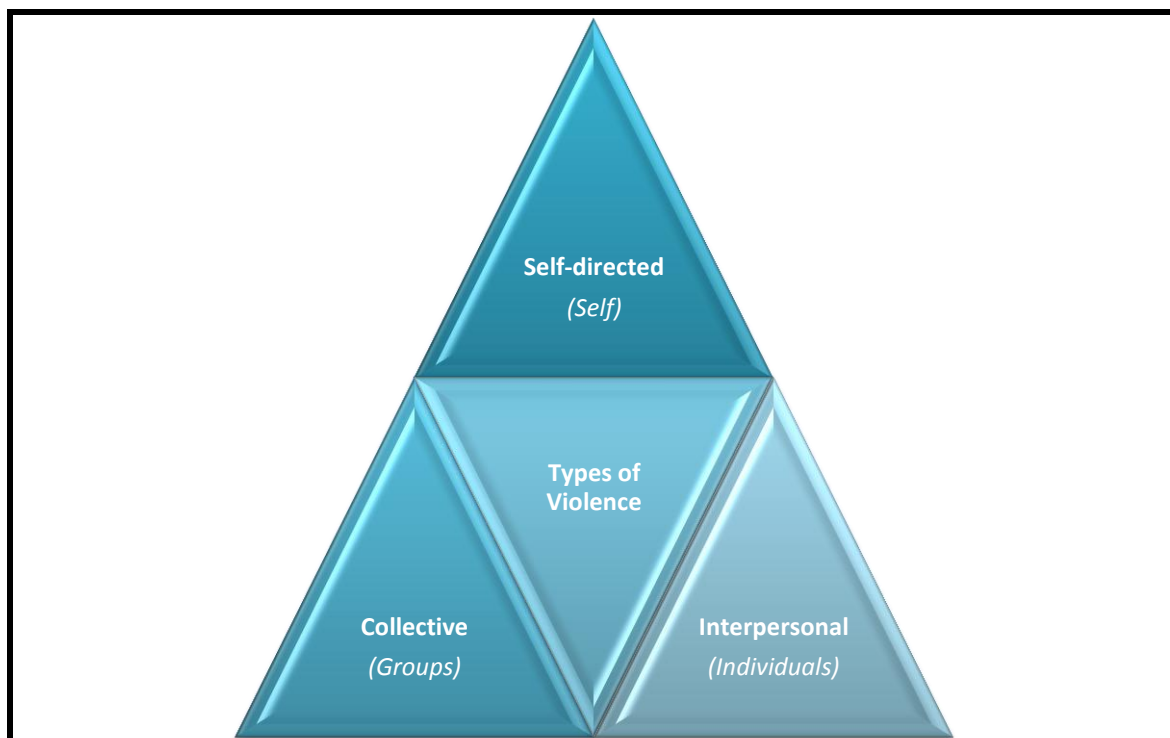 Self-directed
(Self)
Types of
Violence
Collective
(Groups)
Interpersonal
(Individuals)